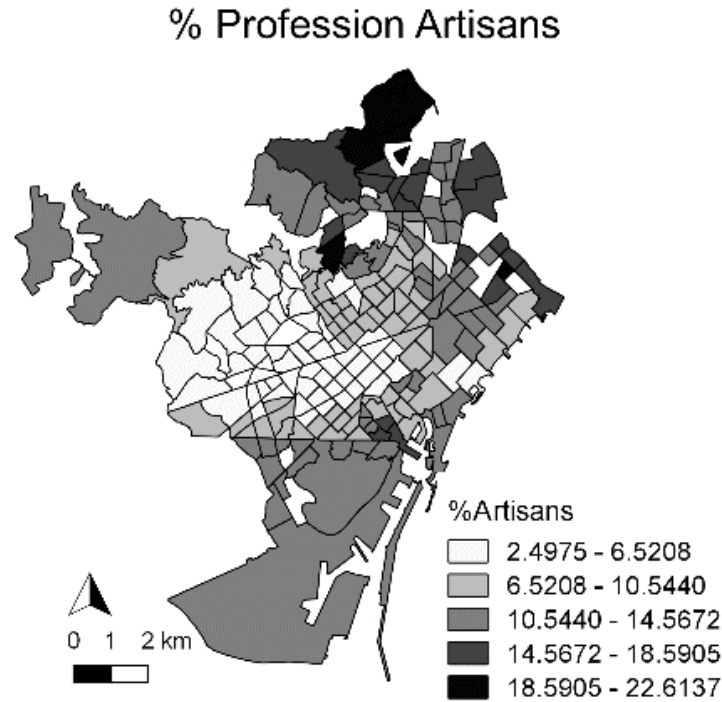 % Profession Artisans
%Artisans
2.4975 - 6.5208
6.5208 - 10.5440
10.5440 - 14.5672
14.5672 - 18.5905
18.5905 - 22.6137
0 1 2 km